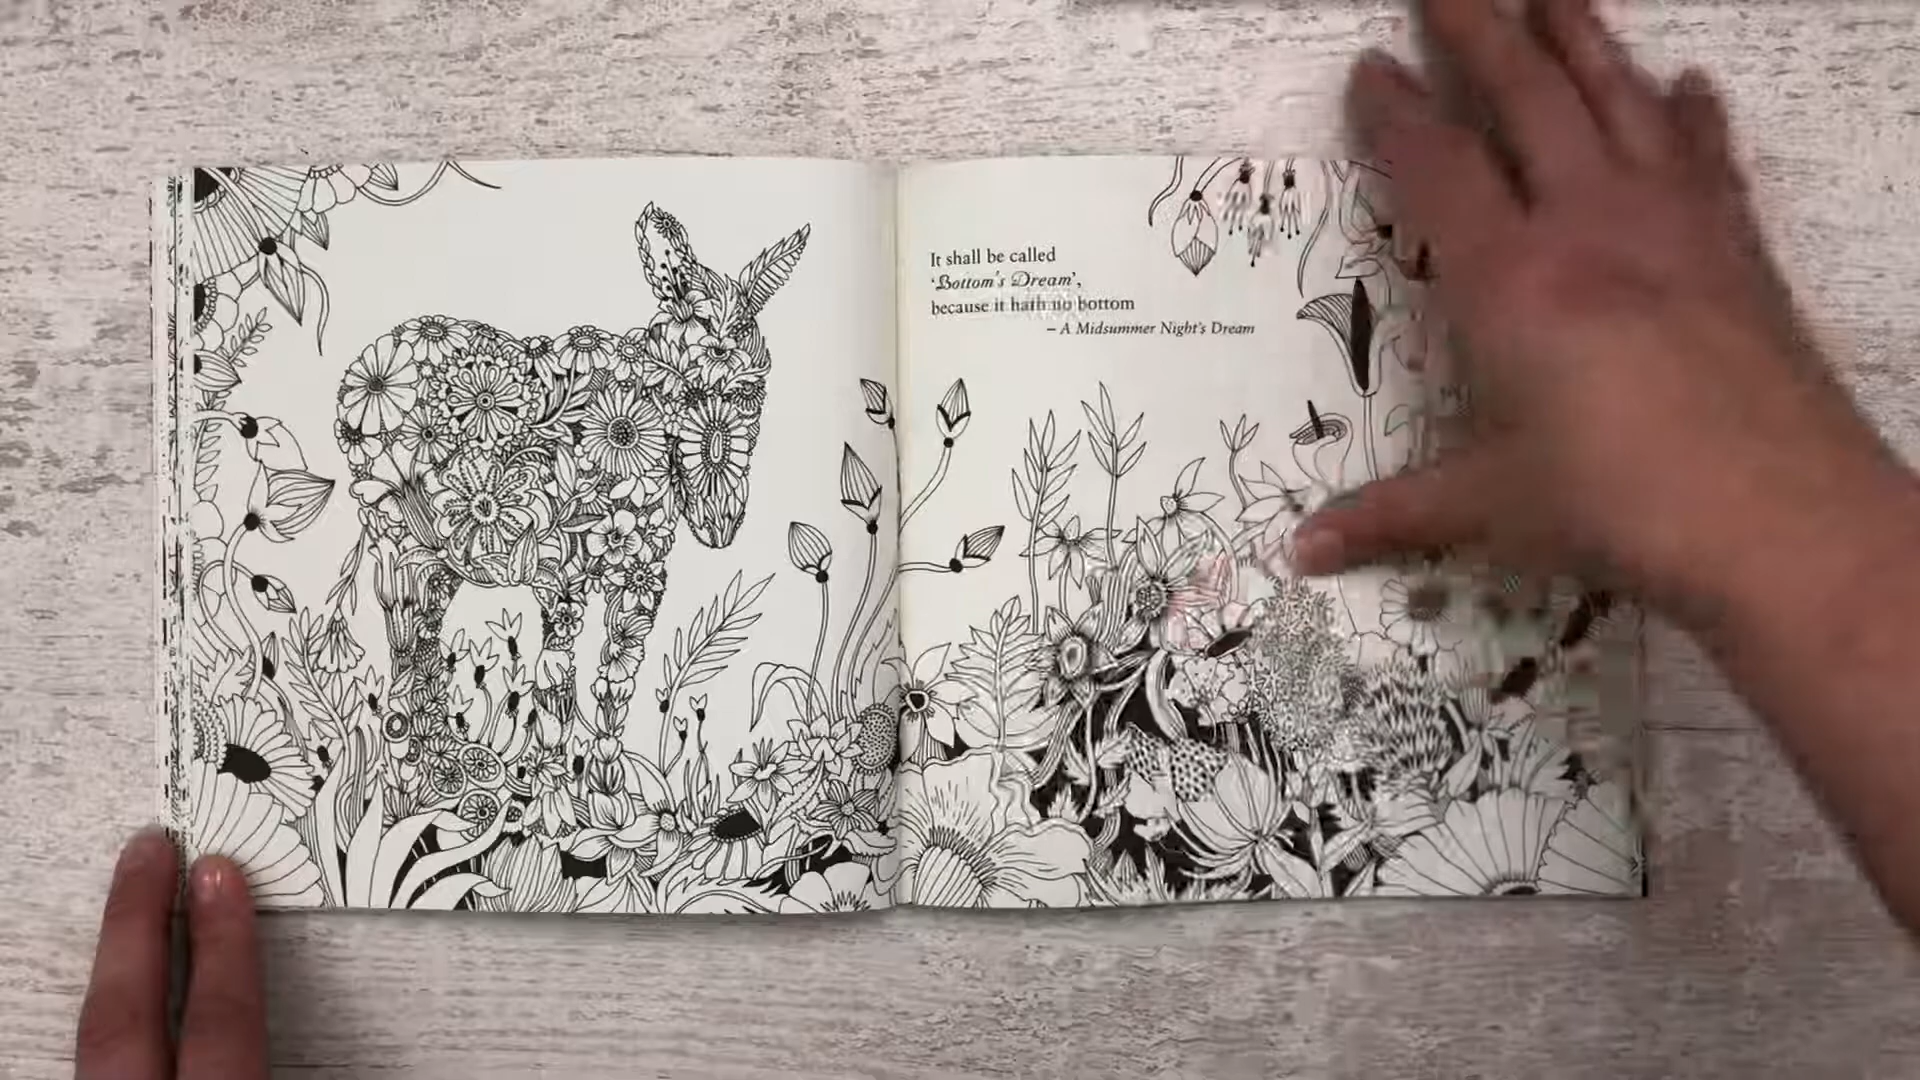 It shall be called
‘Bottom’s Dream’,
because it hath no bottom
– A Midsummer Night’s Dream